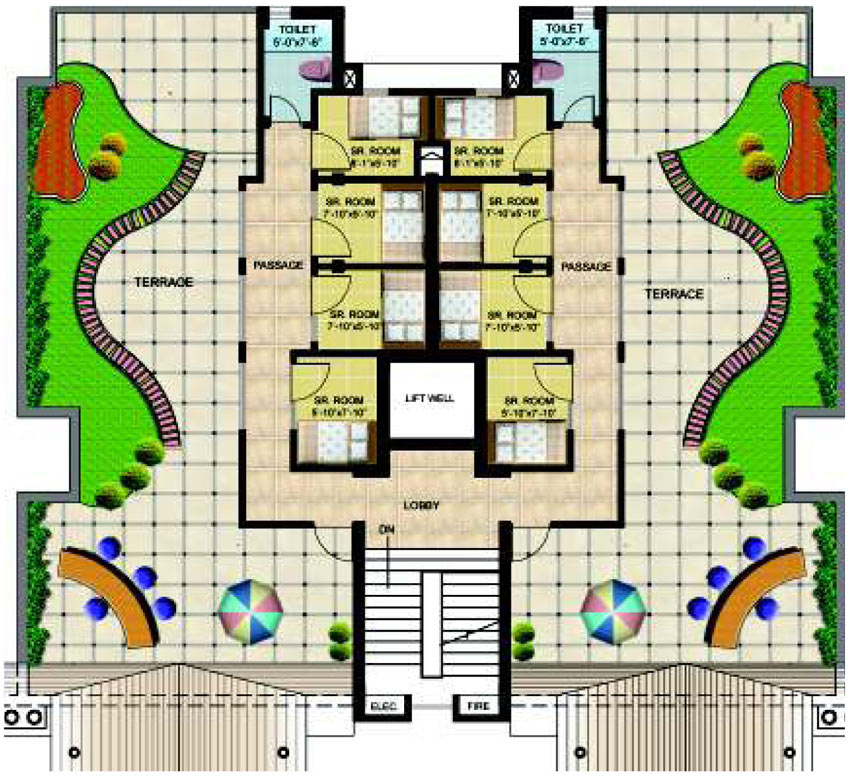 TOILET
5'-0"x7'-6"
TOILET
5'-0"x7'-6"
SR. ROOM
6'-1"x5'-10"
SR. ROOM
6'-1"x5'-10"
SR. ROOM
7'-10"x5'-10"
SR. ROOM
7'-10"x5'-10"
PASSAGE
PASSAGE
TERRACE
TERRACE
SR. ROOM
7'-10"x5'-10"
SR. ROOM
7'-10"x5'-10"
LIFT WELL
SR. ROOM
5'-10"x7'-10"
SR. ROOM
5'-10"x7'-10"
LOBBY
DN
ELEC.
FIRE